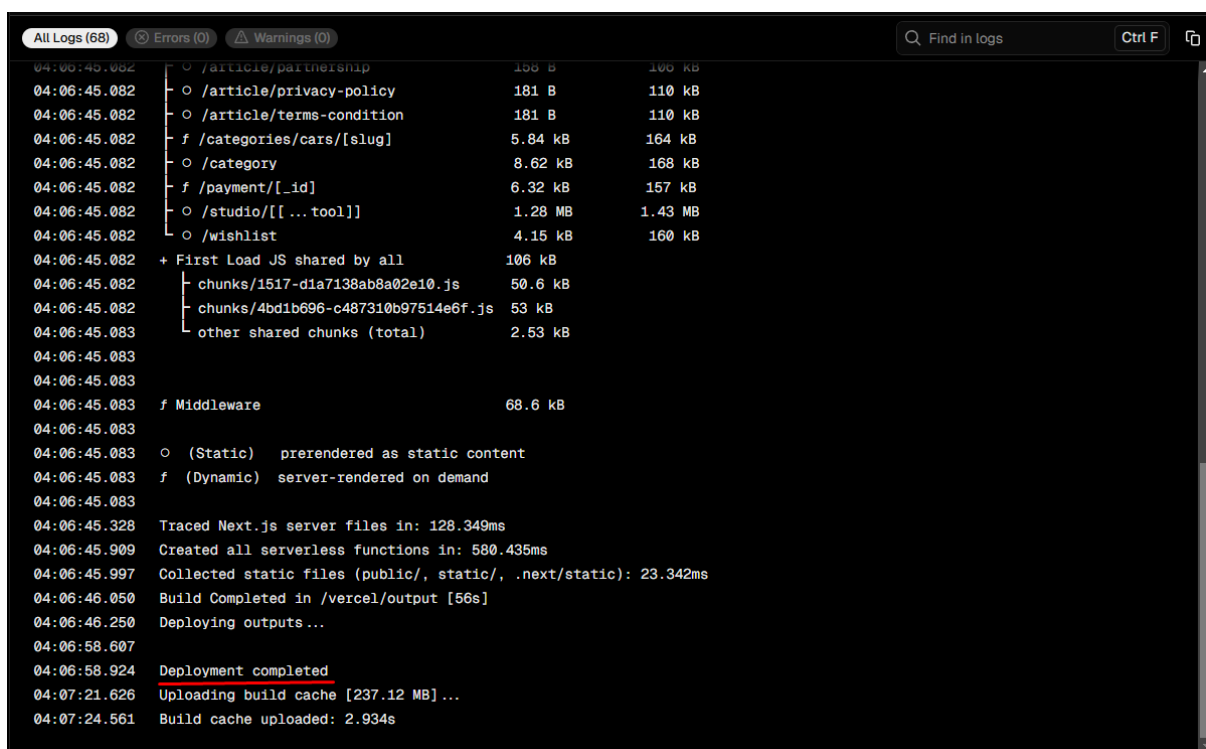 All Logs (68) Errors (0) Warnings (0) Find in logs Ctrl F
04:06:45.082 ├ ○ /article/partnership 158 B 106 kB
04:06:45.082 ├ ○ /article/privacy-policy 181 B 110 kB
04:06:45.082 ├ ○ /article/terms-condition 181 B 110 kB
04:06:45.082 ├ ƒ /categories/cars/[slug] 5.84 kB 164 kB
04:06:45.082 ├ ○ /category 8.62 kB 168 kB
04:06:45.082 ├ ƒ /payment/[_id] 6.32 kB 157 kB
04:06:45.082 ├ ○ /studio/[[...tool]] 1.28 MB 1.43 MB
04:06:45.082 └ ○ /wishlist 4.15 kB 160 kB
04:06:45.082 + First Load JS shared by all 106 kB
04:06:45.082 ├ chunks/1517-d1a7138ab8a02e10.js 50.6 kB
04:06:45.082 ├ chunks/4bd1b696-c487310b97514e6f.js 53 kB
04:06:45.083 └ other shared chunks (total) 2.53 kB
04:06:45.083
04:06:45.083
04:06:45.083 ƒ Middleware 68.6 kB
04:06:45.083
04:06:45.083 ○ (Static) prerendered as static content
04:06:45.083 ƒ (Dynamic) server-rendered on demand
04:06:45.083
04:06:45.328 Traced Next.js server files in: 128.349ms
04:06:45.909 Created all serverless functions in: 580.435ms
04:06:45.997 Collected static files (public/, static/, .next/static): 23.342ms
04:06:46.050 Build Completed in /vercel/output [56s]
04:06:46.250 Deploying outputs...
04:06:58.607
04:06:58.924 Deployment completed
04:07:21.626 Uploading build cache [237.12 MB]...
04:07:24.561 Build cache uploaded: 2.934s